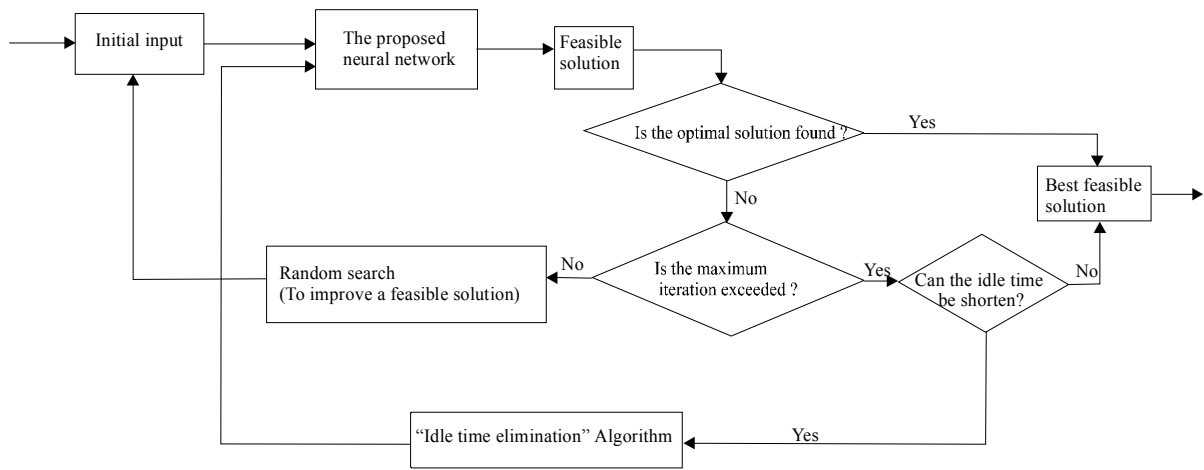 Initial input
The proposed
neural network
Feasible
solution
Is the optimal solution found ?
Yes
No
Best feasible
solution
Random search
(To improve a feasible solution)
No
Is the maximum
iteration exceeded ?
Yes
Can the idle time
be shorten?
No
“Idle time elimination” Algorithm
Yes